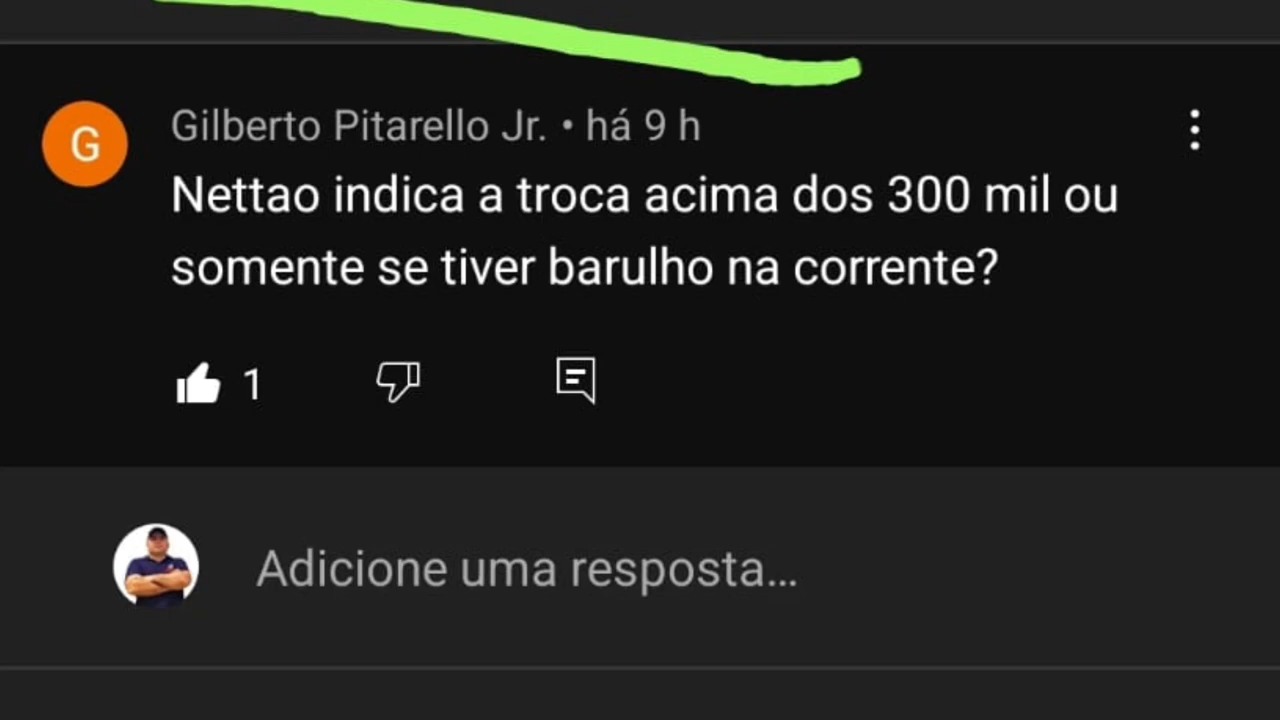 G
Gilberto Pitarello Jr. • há 9 h
Nettao indica a troca acima dos 300 mil ou
somente se tiver barulho na corrente?
1
Adicione uma resposta...